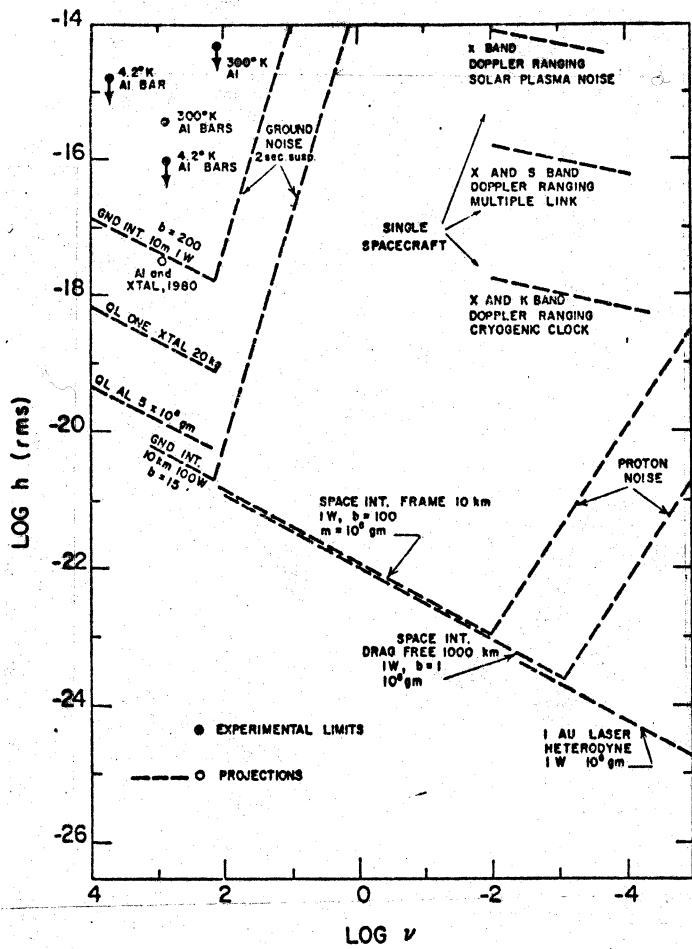 -14
-16
-18
-20
-22
-24
-26
LOG h (rms)
4.2°K
Al BAR
300°K
Al
300°K
Al BARS
4.2°K
Al BARS
GROUND
NOISE
2 sec. susp.
X BAND
DOPPLER RANGING
SOLAR PLASMA NOISE
X AND S BAND
DOPPLER RANGING
MULTIPLE LINK
SINGLE
SPACECRAFT
X AND K BAND
DOPPLER RANGING
CRYOGENIC CLOCK
b = 200
GND INT. 10m 1W
Al and
XTAL, 1980
QL ONE XTAL 20 kg
QL AL 5 x 10⁶ gm
GND INT.
10 km 100W
b = 15
PROTON
NOISE
SPACE INT. FRAME 10 km
1W, b = 100
m = 10⁶ gm
SPACE INT.
DRAG FREE 1000 km
1W, b = 1
10⁶ gm
1 AU LASER
HETERODYNE
1 W 10⁶ gm
EXPERIMENTAL LIMITS
PROJECTIONS
4 2 0 -2 -4
LOG ν